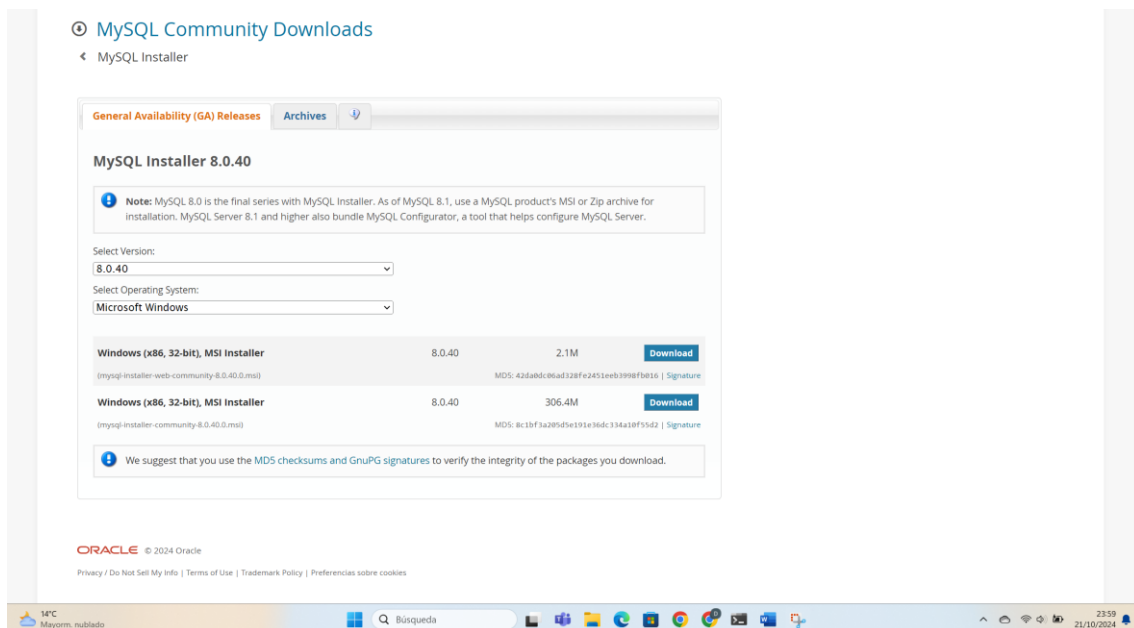 MySQL Community Downloads
MySQL Installer
General Availability (GA) Releases Archives
MySQL Installer 8.0.40
Note: MySQL 8.0 is the final series with MySQL Installer. As of MySQL 8.1, use a MySQL product's MSI or Zip archive for
installation. MySQL Server 8.1 and higher also bundle MySQL Configurator, a tool that helps configure MySQL Server.
Select Version:
8.0.40
Select Operating System:
Microsoft Windows
Windows (x86, 32-bit), MSI Installer 8.0.40 2.1M Download
(mysql-installer-web-community-8.0.40.0.msi) MD5: 42da0dc06ad328fe2451eeb3998fb016 | Signature
Windows (x86, 32-bit), MSI Installer 8.0.40 306.4M Download
(mysql-installer-community-8.0.40.0.msi) MD5: 8c1bf3a205d5e191e36dc334a10f55d2 | Signature
We suggest that you use the MD5 checksums and GnuPG signatures to verify the integrity of the packages you download.
ORACLE © 2024 Oracle
Privacy / Do Not Sell My Info | Terms of Use | Trademark Policy | Preferencias sobre cookies
14°C
Mayorm. nublado
Búsqueda
23:59
21/10/2024